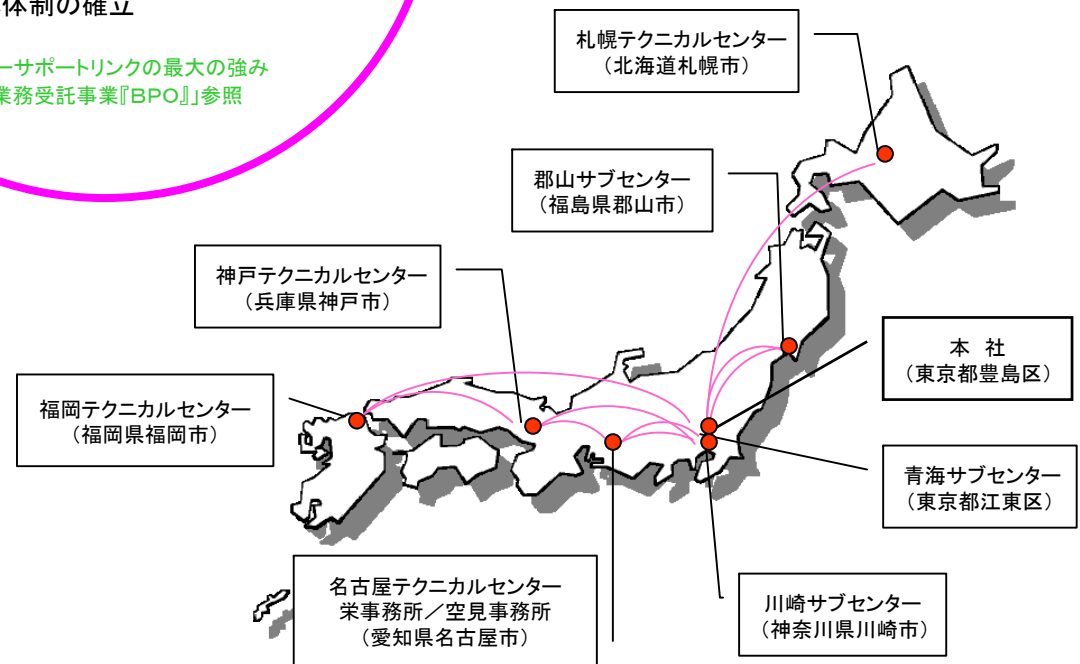 体制の確立
ーサポートリンクの最大の強み
業務受託事業『BPO』」参照
札幌テクニカルセンター
（北海道札幌市）
郡山サブセンター
（福島県郡山市）
神戸テクニカルセンター
（兵庫県神戸市）
本 社
（東京都豊島区）
福岡テクニカルセンター
（福岡県福岡市）
青海サブセンター
（東京都江東区）
名古屋テクニカルセンター
栄事務所／空見事務所
（愛知県名古屋市）
川崎サブセンター
（神奈川県川崎市）